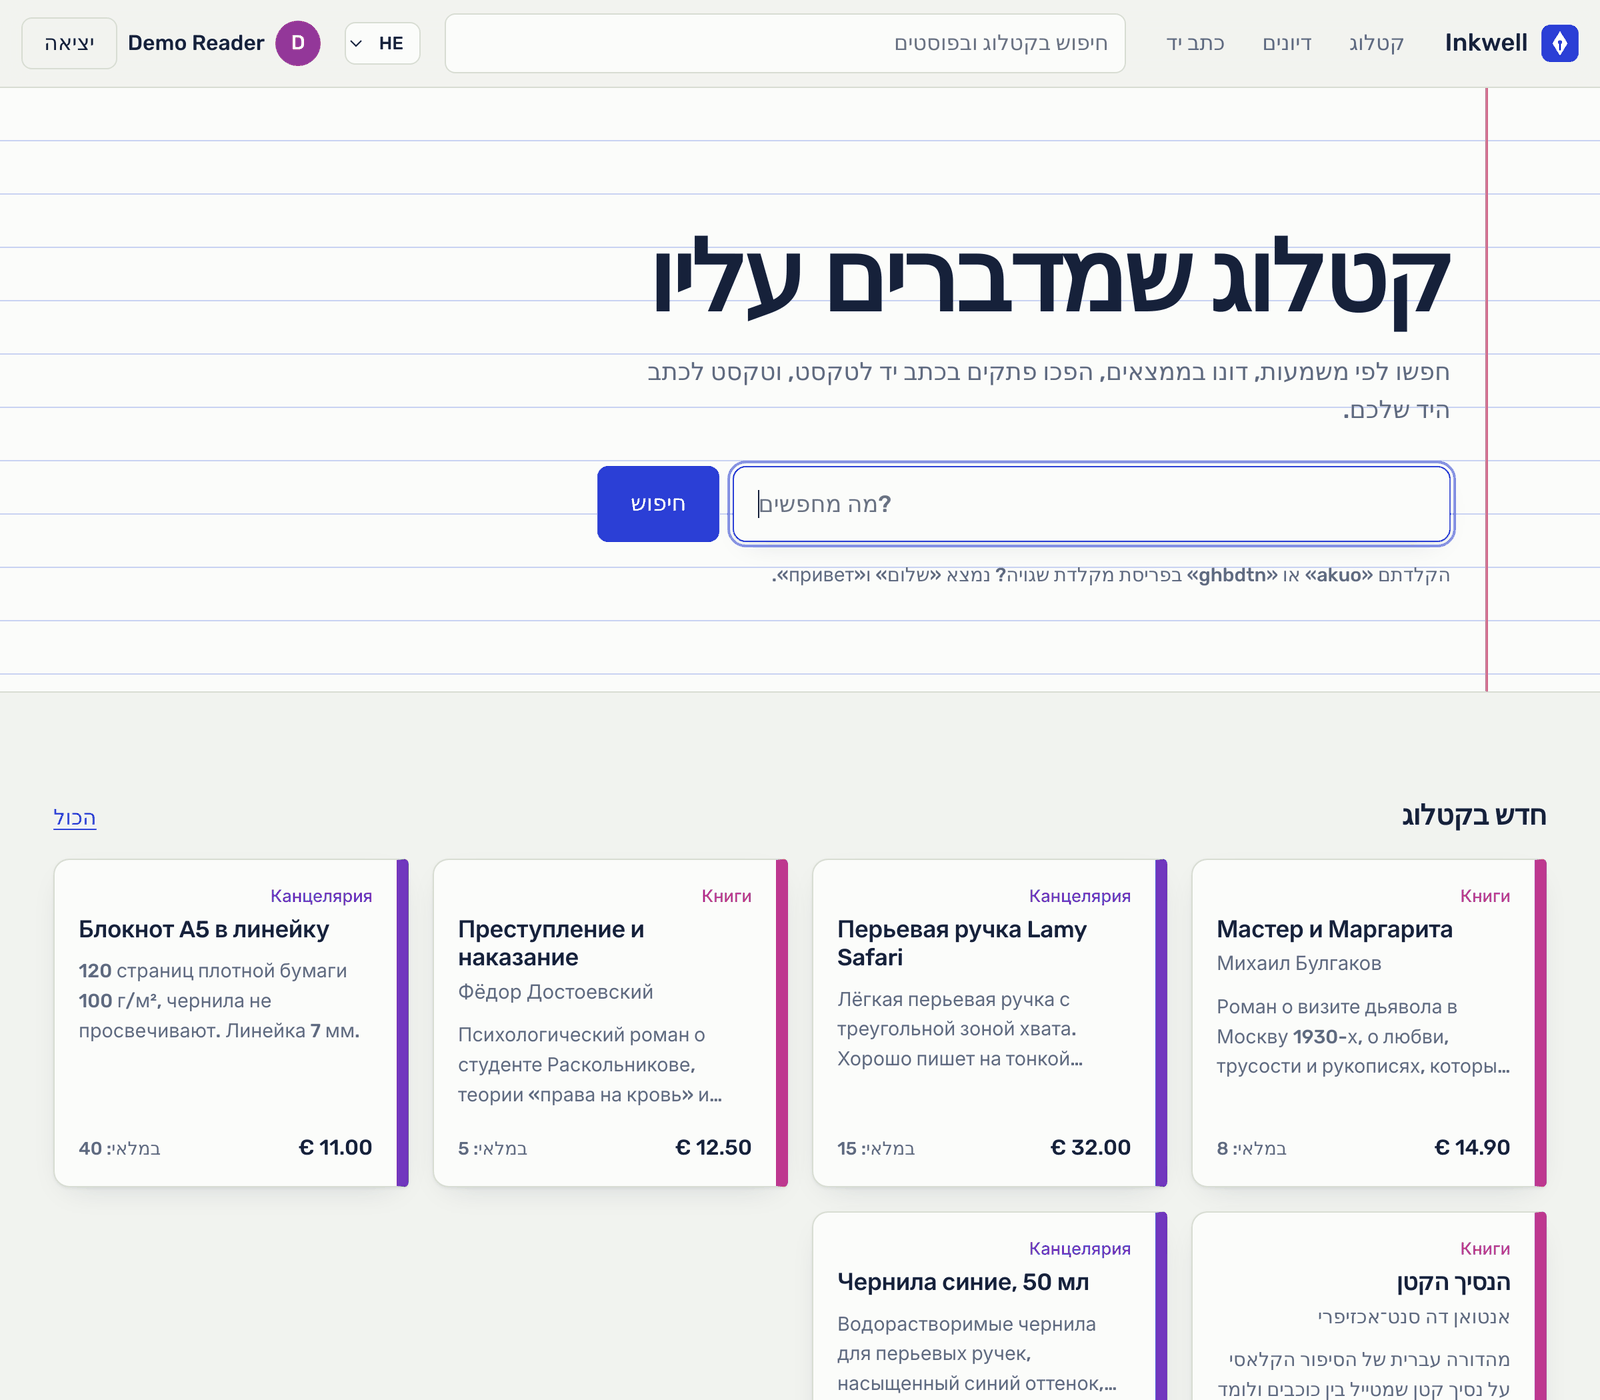 Inkwell
קטלוג
דיונים
כתב יד
חיפוש בקטלוג ובפוסטים
HE
D
Demo Reader
יציאה
קטלוג שמדברים עליו
חפשו לפי משמעות, דונו בממצאים, הפכו פתקים בכתב יד לטקסט, וטקסט לכתב
היד שלכם.
מה מחפשים?
חיפוש
הקלדתם «akuo» או «ghbdtn» בפריסת מקלדת שגויה? נמצא «שלום» ו«привет».
חדש בקטלוג
הכול
Книги
Мастер и Маргарита
Михаил Булгаков
Роман о визите дьявола в
Москву 1930-х, о любви,
трусости и рукописях, которы…
€ 14.90
במלאי: 8
Канцелярия
Перьевая ручка Lamy
Safari
Лёгкая перьевая ручка с
треугольной зоной хвата.
Хорошо пишет на тонкой…
€ 32.00
במלאי: 15
Книги
Преступление и
наказание
Фёдор Достоевский
Психологический роман о
студенте Раскольникове,
теории «права на кровь» и…
€ 12.50
במלאי: 5
Канцелярия
Блокнот A5 в линейку
120 страниц плотной бумаги
100 г/м², чернила не
просвечивают. Линейка 7 мм.
€ 11.00
במלאי: 40
Книги
הנסיך הקטן
אנטואן דה סנט־אכזיפרי
מהדורה עברית של הסיפור הקלאסי
על נסיך קטן שמטייל בין כוכבים ולומד
Канцелярия
Чернила синие, 50 мл
Водорастворимые чернила
для перьевых ручек,
насыщенный синий оттенок,…